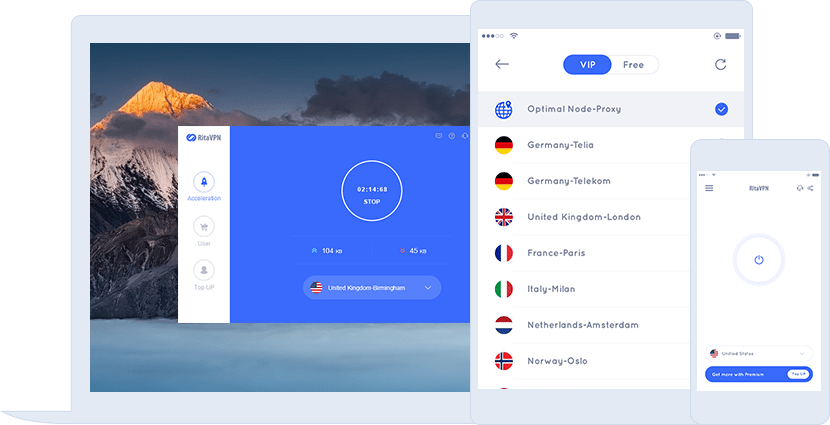 RitaVPN
Acceleration
User
Top UP
02:14:68
STOP
104 KB
45 KB
United Kingdom-Birmingham
VIP
Free
Optimal Node-Proxy
Germany-Telia
Germany-Telekom
United Kingdom-London
France-Paris
Italy-Milan
Netherlands-Amsterdam
Norway-Oslo
RitaVPN
United States
Get more with Premium
Top UP